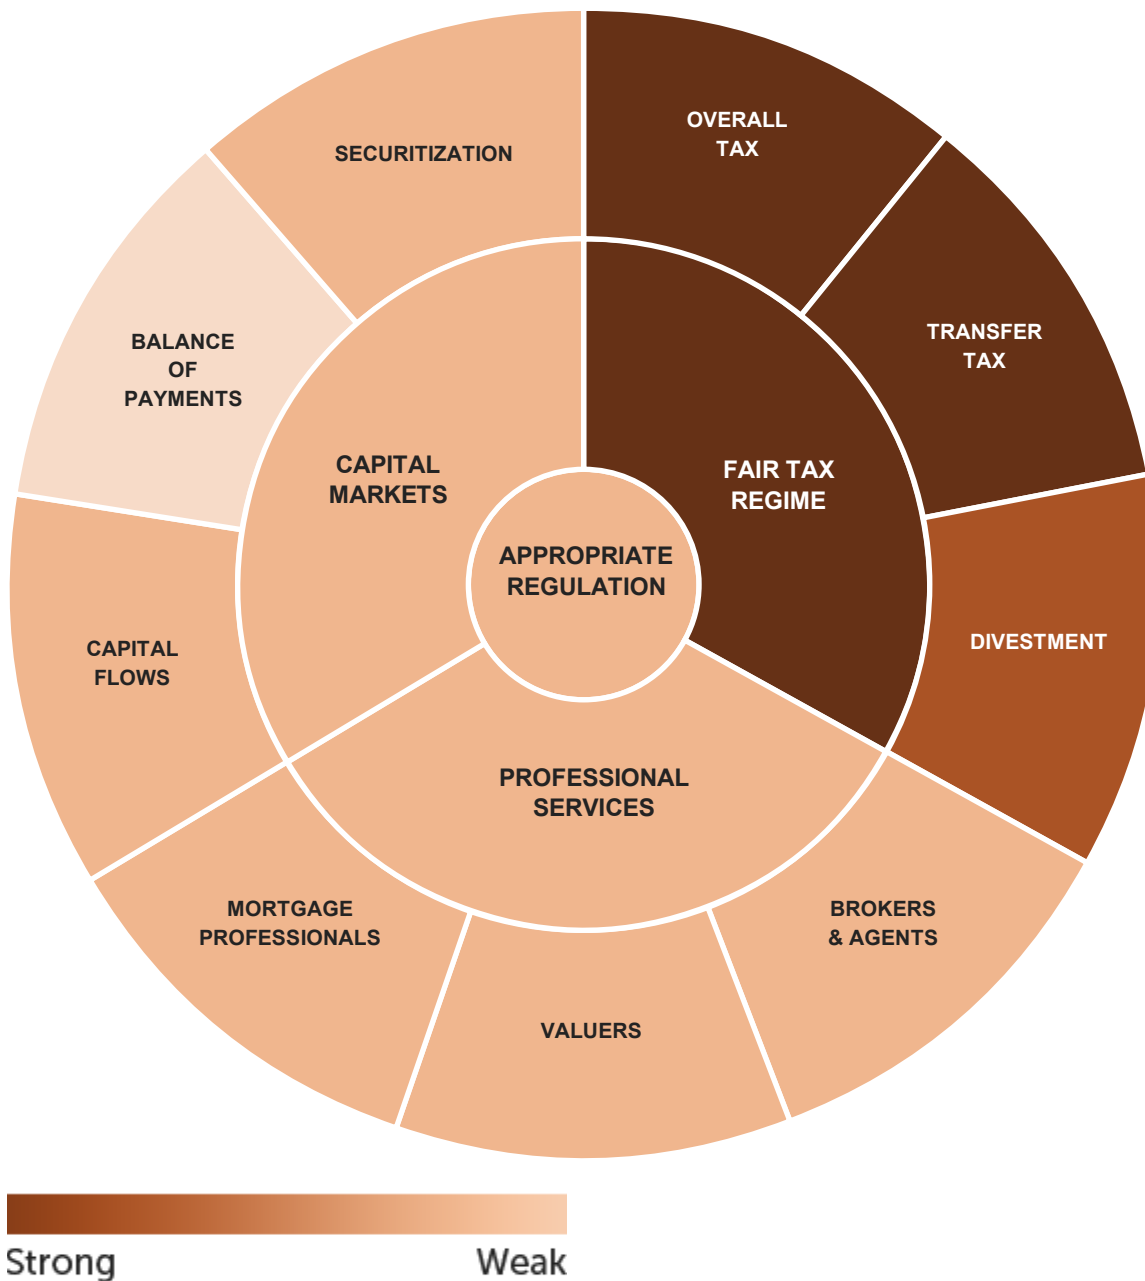 OVERALL
TAX
SECURITIZATION
TRANSFER
TAX
BALANCE
OF
PAYMENTS
CAPITAL
MARKETS
FAIR TAX
REGIME
APPROPRIATE
REGULATION
CAPITAL
FLOWS
DIVESTMENT
PROFESSIONAL
SERVICES
MORTGAGE
PROFESSIONALS
BROKERS
& AGENTS
VALUERS
Strong
Weak